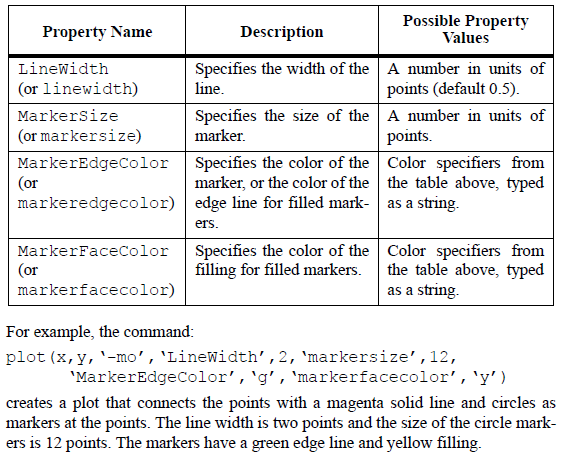 Property Name Description Possible Property
Values
LineWidth Specifies the width of the A number in units of
(or linewidth) line. points (default 0.5).
MarkerSize Specifies the size of the A number in units of
(or markersize) marker. points.
MarkerEdgeColor Specifies the color of the Color specifiers from
(or marker, or the color of the the table above, typed
markeredgecolor) edge line for filled mark- as a string.
ers.
MarkerFaceColor Specifies the color of the Color specifiers from
(or filling for filled markers. the table above, typed
markerfacecolor) as a string.
For example, the command:
plot(x,y,‘-mo’,‘LineWidth’,2,‘markersize’,12,
‘MarkerEdgeColor’,‘g’,‘markerfacecolor’,‘y’)
creates a plot that connects the points with a magenta solid line and circles as
markers at the points. The line width is two points and the size of the circle mark-
ers is 12 points. The markers have a green edge line and yellow filling.